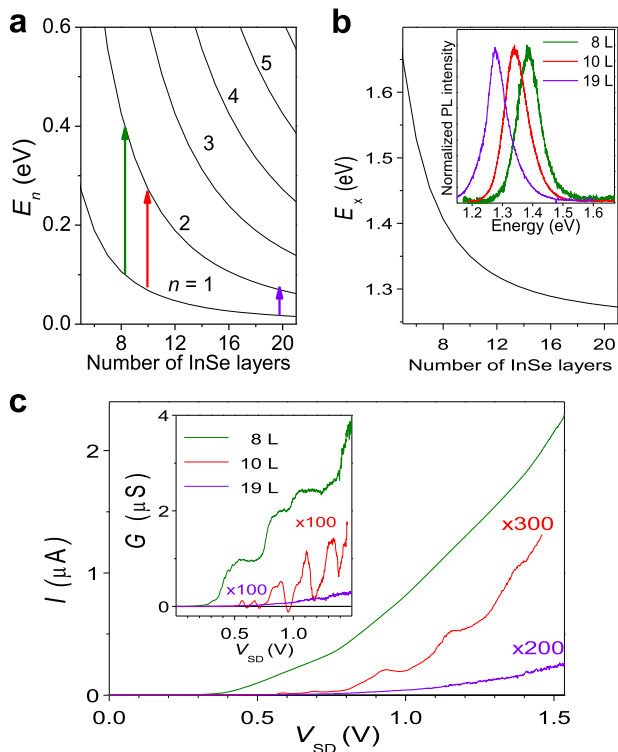 a
0.6
0.4
0.2
0.0
E_n (eV)
5
4
3
2
n = 1
8
12
16
20
Number of InSe layers
b
1.6
1.5
1.4
1.3
E_x (eV)
Normalized PL intensity
8 L
10 L
19 L
1.2 1.3 1.4 1.5 1.6
Energy (eV)
8
12
16
20
Number of InSe layers
c
2
1
0
I (μA)
4
2
0
G (μS)
8 L
10 L
19 L
x100
x100
0.5
1.0
V_SD (V)
x300
x200
0.0
0.5
1.0
1.5
V_SD (V)